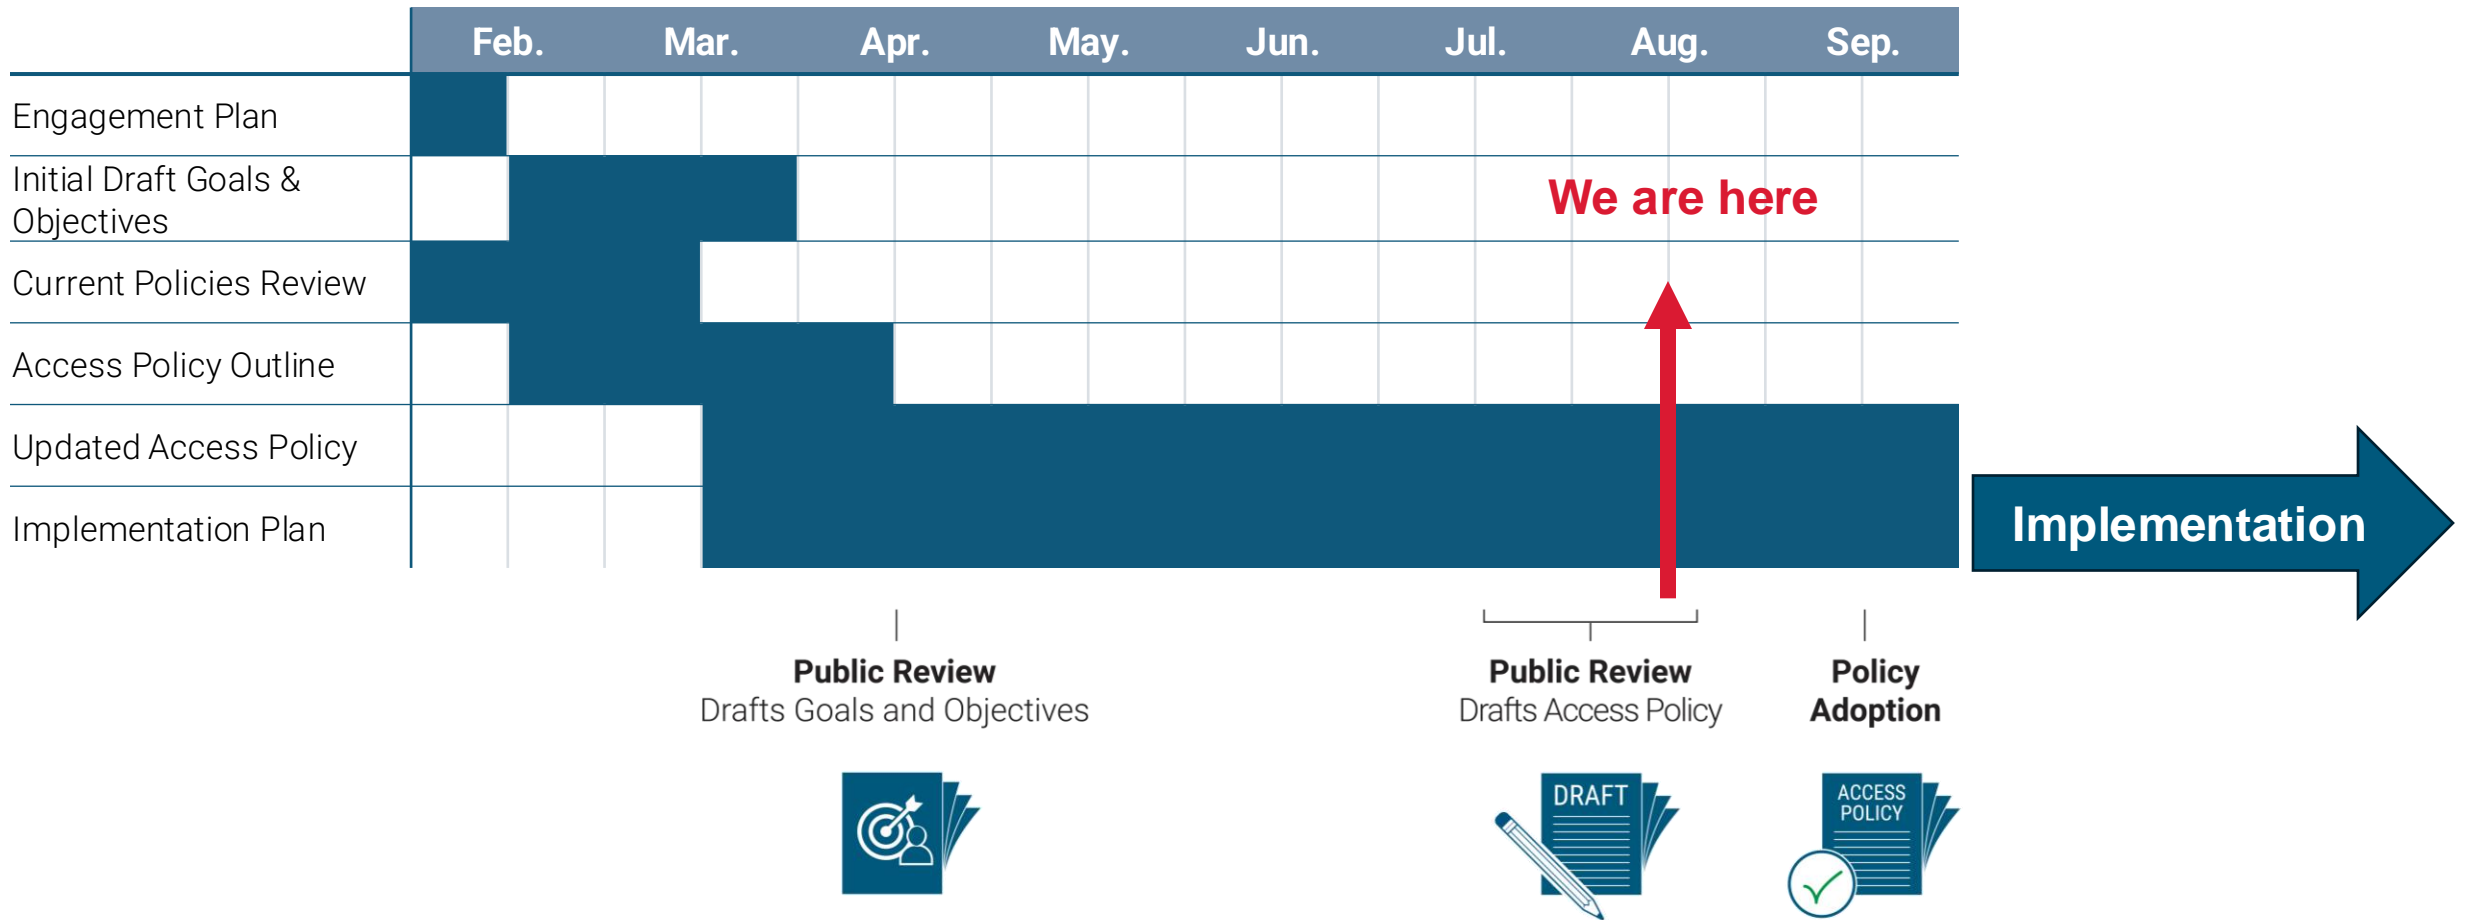 Feb. Mar. Apr. May. Jun. Jul. Aug. Sep.
Engagement Plan
Initial Draft Goals &
Objectives
We are here
Current Policies Review
Access Policy Outline
Updated Access Policy
Implementation Plan
Implementation
Public Review
Drafts Goals and Objectives
Public Review
Drafts Access Policy
Policy
Adoption
DRAFT
ACCESS
POLICY